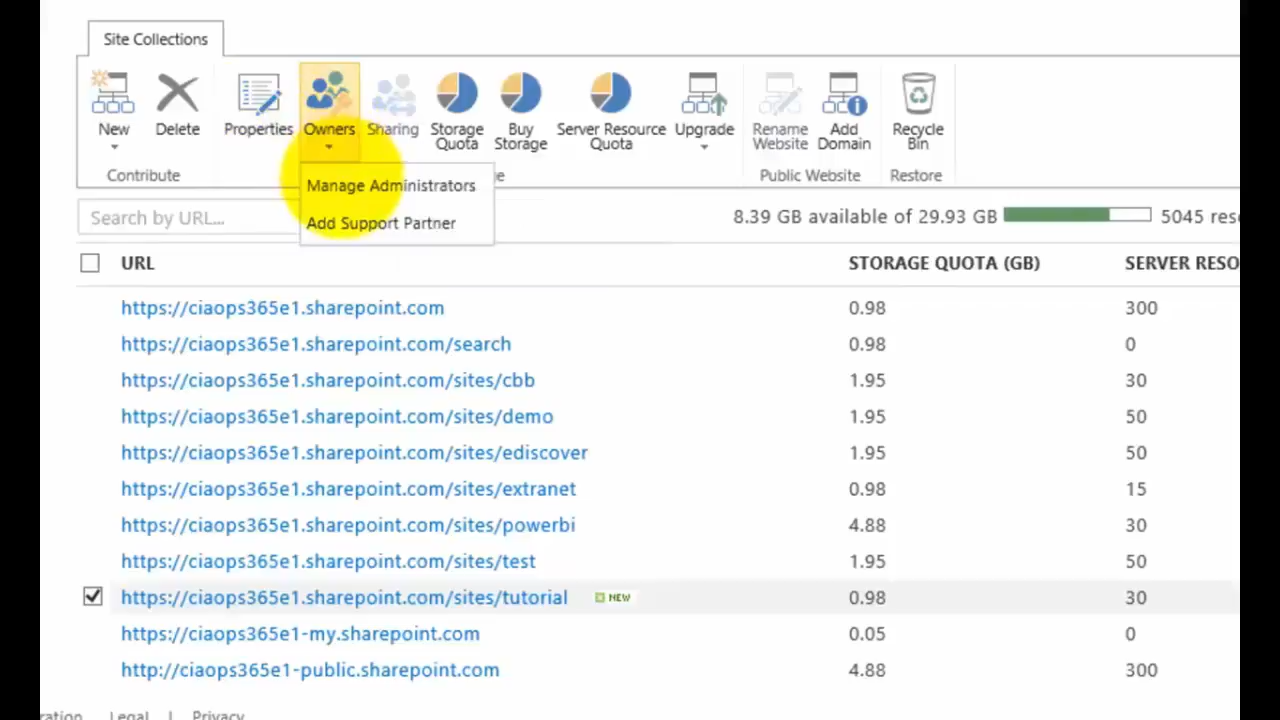 Site Collections
New
Delete
Properties
Owners
Sharing
Storage Quota
Buy Storage
Server Resource Quota
Upgrade
Rename Website
Add Domain
Recycle Bin
Contribute
Public Website
Restore
Manage Administrators
Add Support Partner
Search by URL...
8.39 GB available of 29.93 GB
5045
URL STORAGE QUOTA (GB) SERVER
https://ciaops365e1.sharepoint.com 0.98 300
https://ciaops365e1.sharepoint.com/search 0.98 0
https://ciaops365e1.sharepoint.com/sites/cbb 1.95 30
https://ciaops365e1.sharepoint.com/sites/demo 1.95 50
https://ciaops365e1.sharepoint.com/sites/ediscover 1.95 50
https://ciaops365e1.sharepoint.com/sites/extranet 0.98 15
https://ciaops365e1.sharepoint.com/sites/powerbi 4.88 30
https://ciaops365e1.sharepoint.com/sites/test 1.95 50
https://ciaops365e1.sharepoint.com/sites/tutorial NEW 0.98 30
https://ciaops365e1-my.sharepoint.com 0.05 0
http://ciaops365e1-public.sharepoint.com 4.88 300
Legal | Privacy